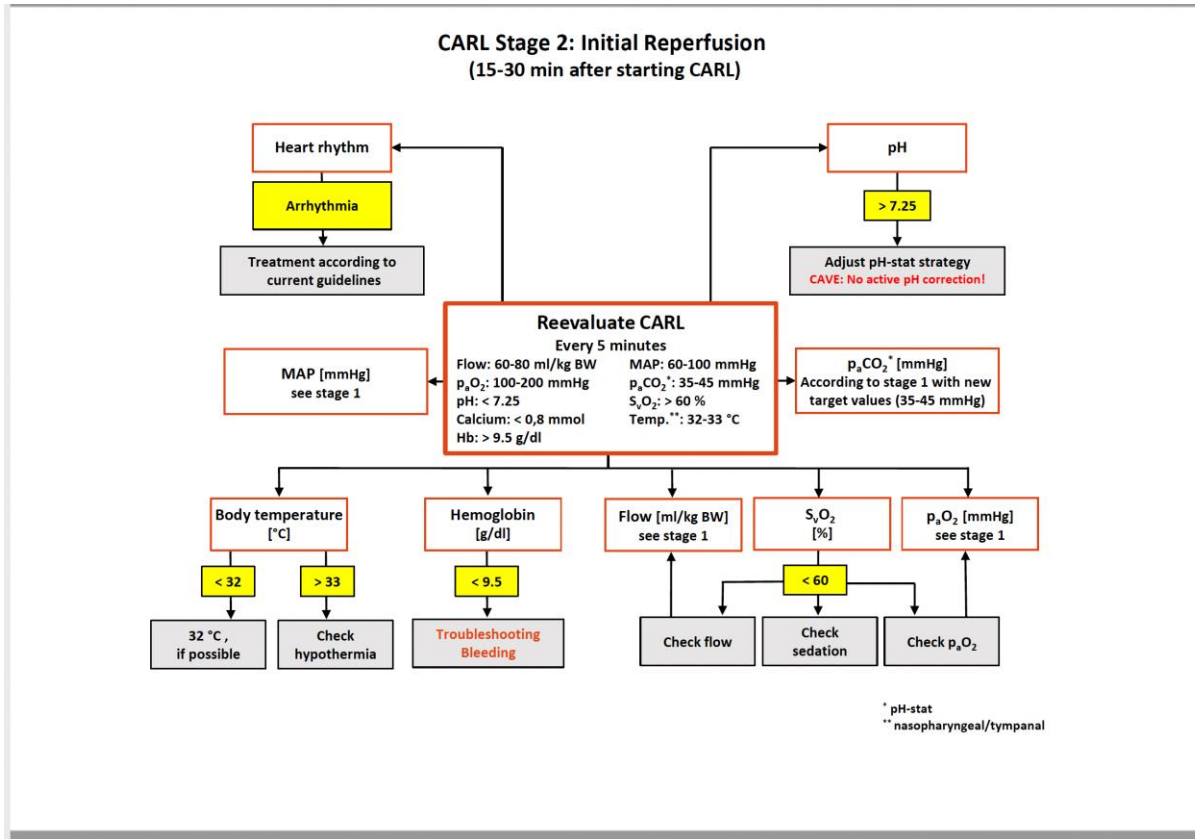 CARL Stage 2: Initial Reperfusion
(15-30 min after starting CARL)
Heart rhythm
pH
Arrhythmia
> 7.25
Treatment according to
current guidelines
Adjust pH-stat strategy
CAVE: No active pH correction!
Reevaluate CARL
Every 5 minutes
Flow: 60-80 ml/kg BW
MAP: 60-100 mmHg
pₐO₂: 100-200 mmHg
pₐCO₂*: 35-45 mmHg
pH: < 7.25
SᵥO₂: > 60 %
Calcium: < 0,8 mmol
Temp.**: 32-33 °C
Hb: > 9.5 g/dl
MAP [mmHg]
see stage 1
pₐCO₂* [mmHg]
According to stage 1 with new
target values (35-45 mmHg)
Body temperature
[°C]
Hemoglobin
[g/dl]
Flow [ml/kg BW]
see stage 1
SᵥO₂
[%]
pₐO₂ [mmHg]
see stage 1
< 32
> 33
< 9.5
< 60
32 °C ,
if possible
Check
hypothermia
Troubleshooting
Bleeding
Check flow
Check
sedation
Check pₐO₂
* pH-stat
** nasopharyngeal/tympanal